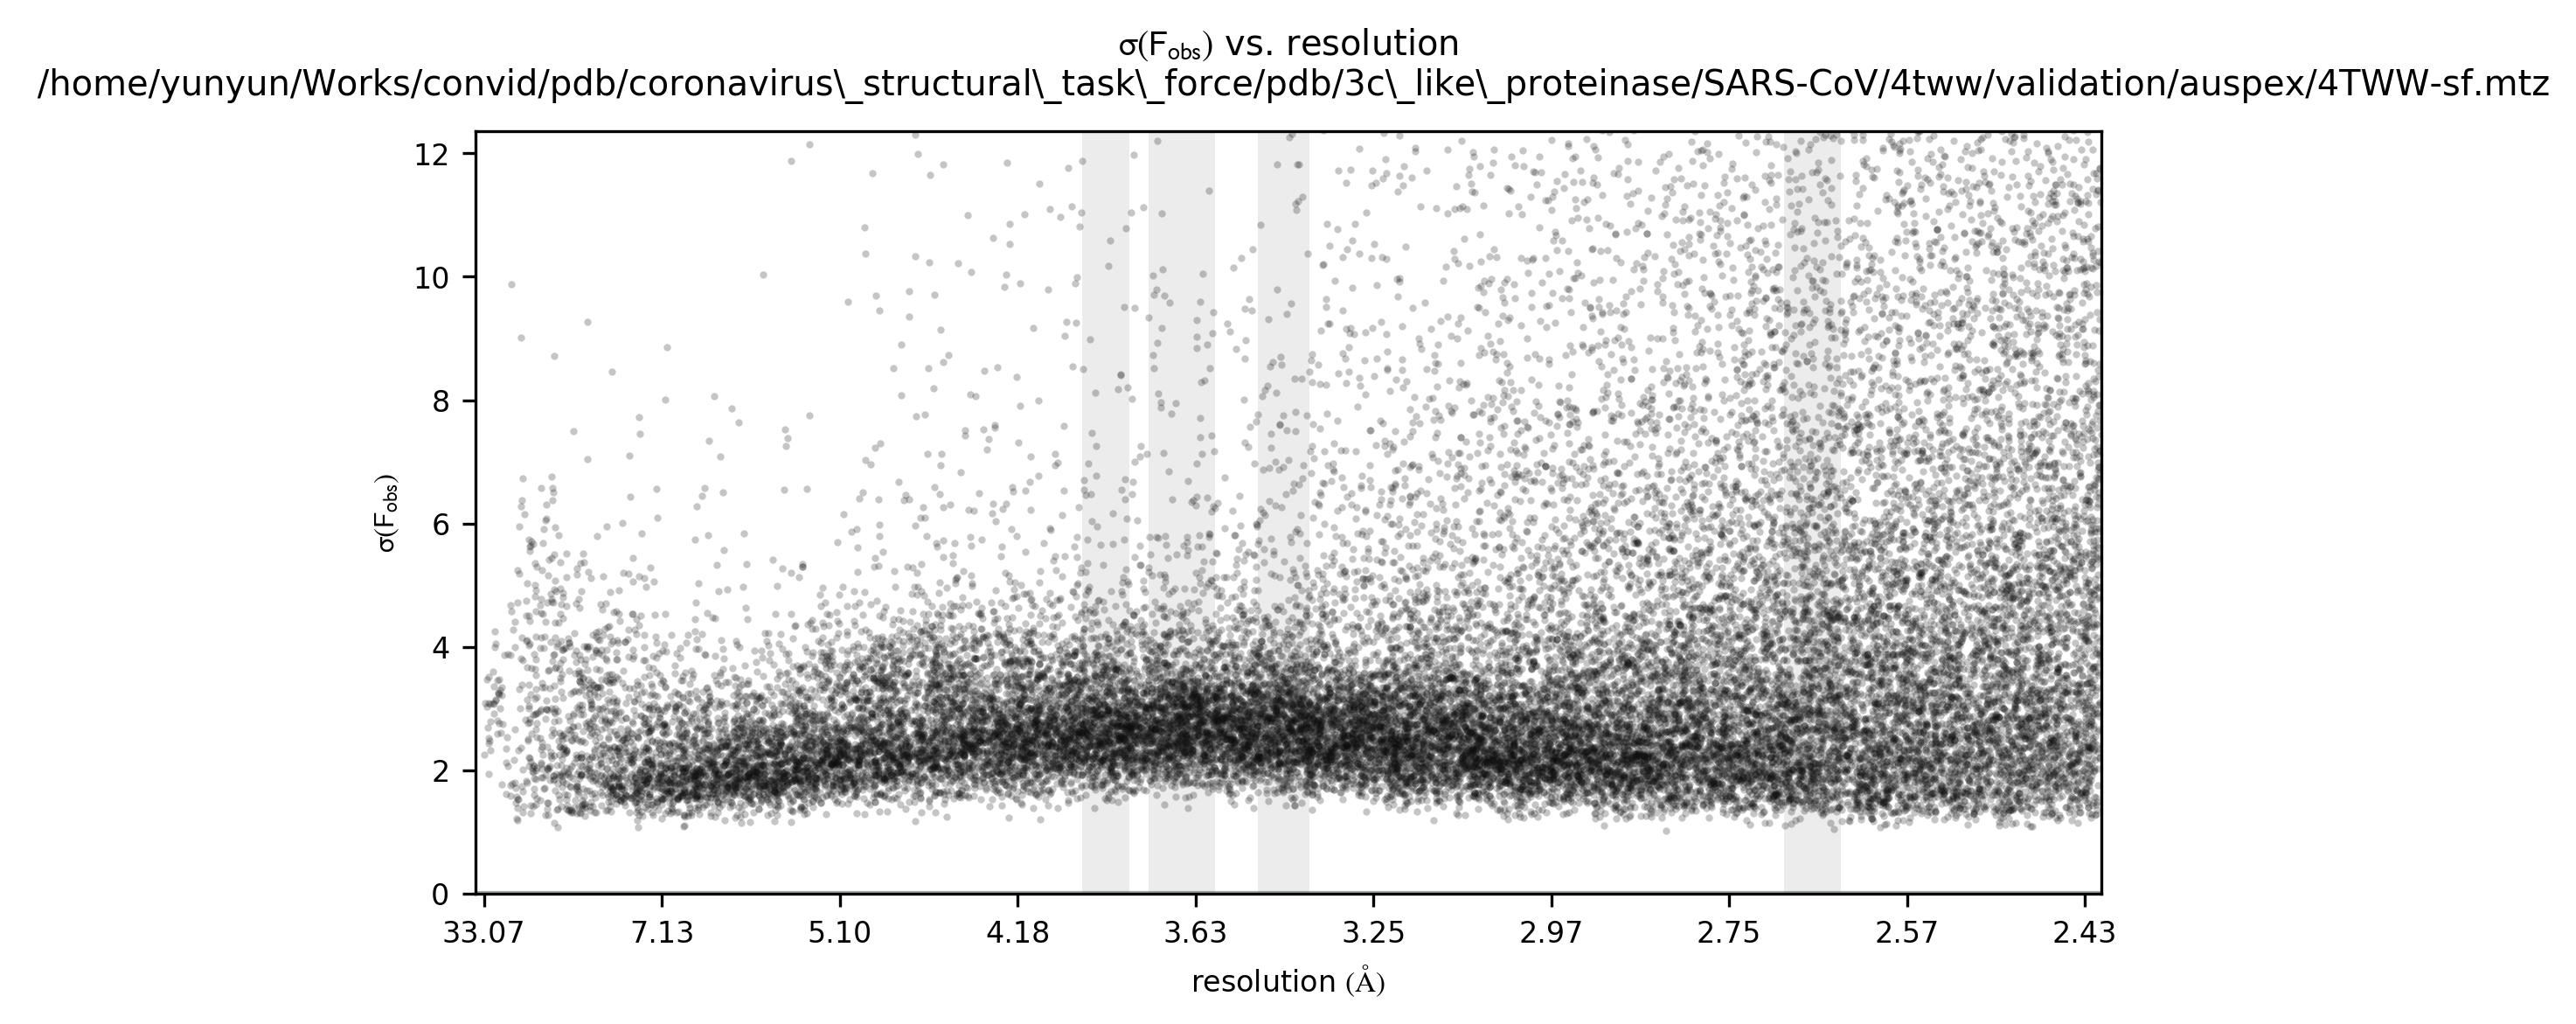 σ(F_obs) vs. resolution
/home/yunyun/Works/convid/pdb/coronavirus\_structural\_task\_force/pdb/3c\_like\_proteinase/SARS-CoV/4tww/validation/auspex/4TWW-sf.mtz
12
10
8
6
4
2
0
σ(F_obs)
33.07 7.13 5.10 4.18 3.63 3.25 2.97 2.75 2.57 2.43
resolution (Å)